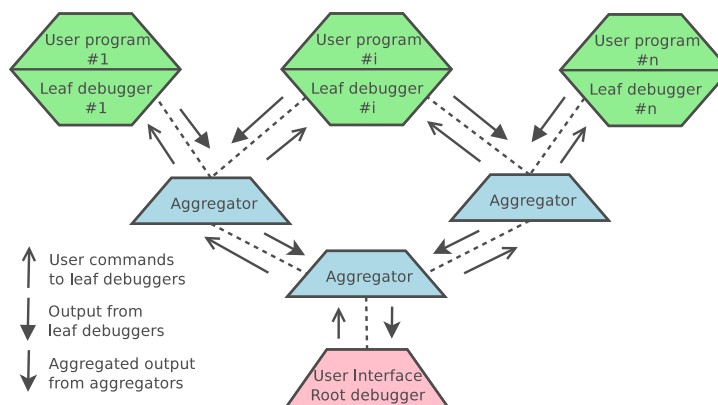 User program
#1
Leaf debugger
#1
User program
#i
Leaf debugger
#i
User program
#n
Leaf debugger
#n
Aggregator
Aggregator
Aggregator
User commands
to leaf debuggers
Output from
leaf debuggers
Aggregated output
from aggregators
User Interface
Root debugger